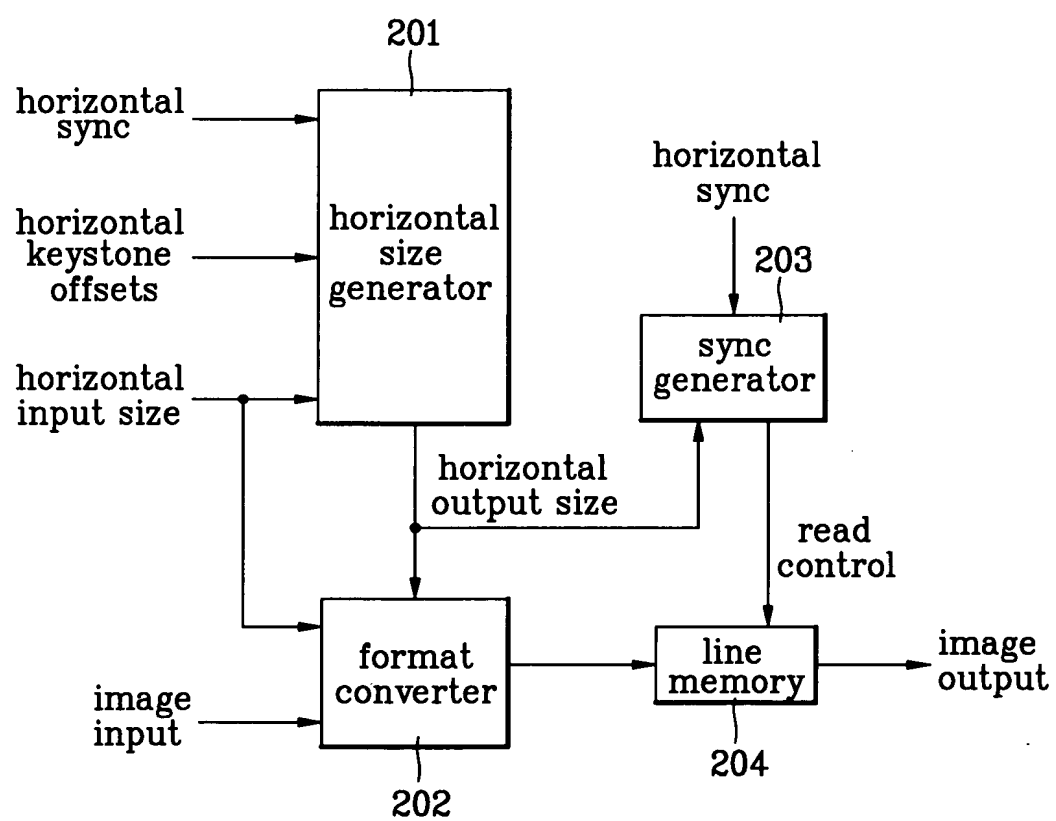 201
horizontal
sync
horizontal
keystone
offsets
horizontal
input size
horizontal
size
generator
horizontal
sync
203
sync
generator
horizontal
output size
read
control
image
input
format
converter
202
line
memory
204
image
output